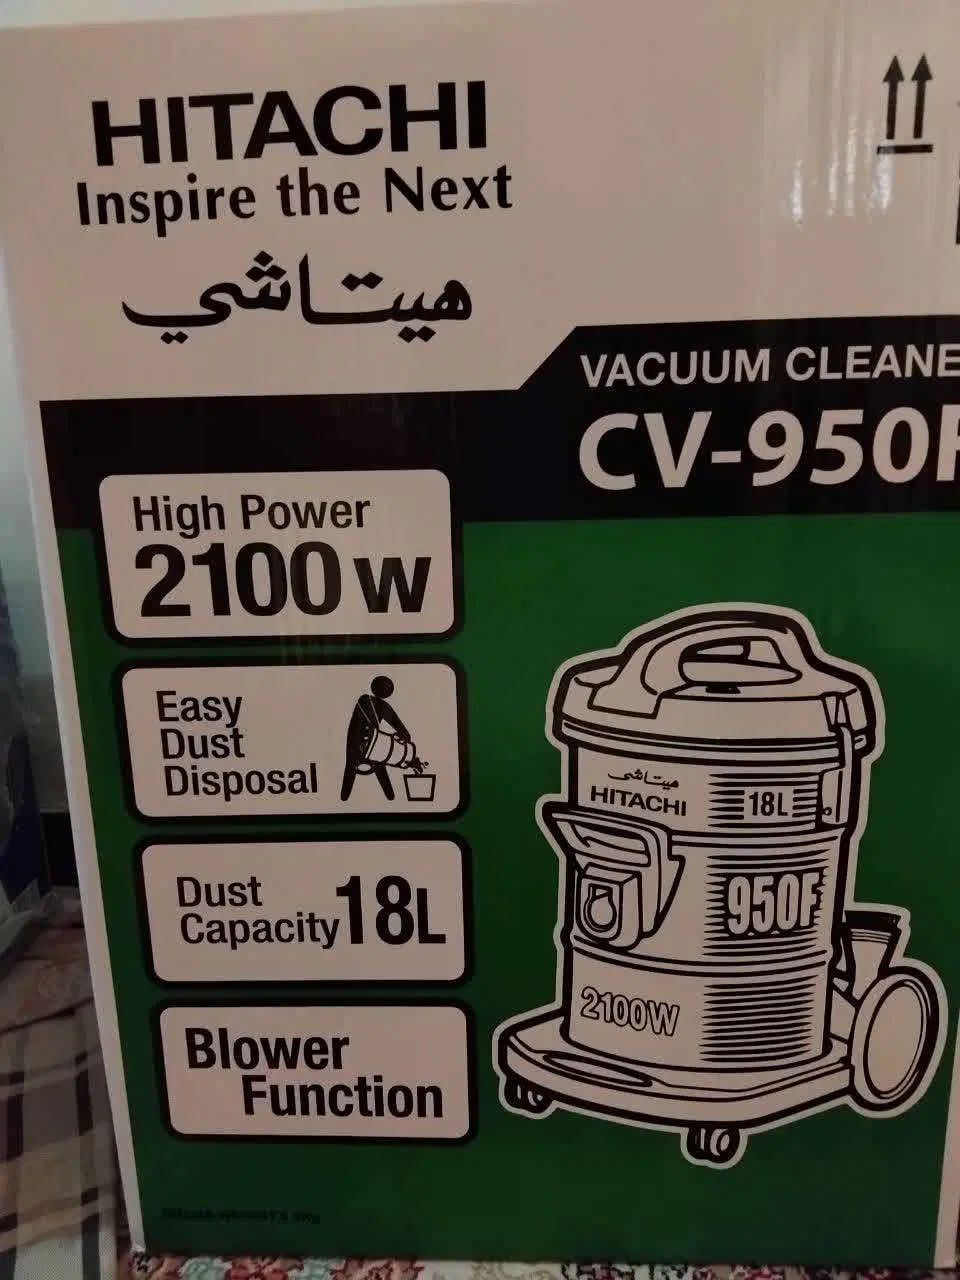 HITACHI
Inspire the Next
هيتاشي
VACUUM CLEANE
CV-950F
High Power
2100 W
Easy
Dust
Disposal
Dust
Capacity 18L
Blower
Function
هيتاشي
HITACHI
18L
950F
2100W